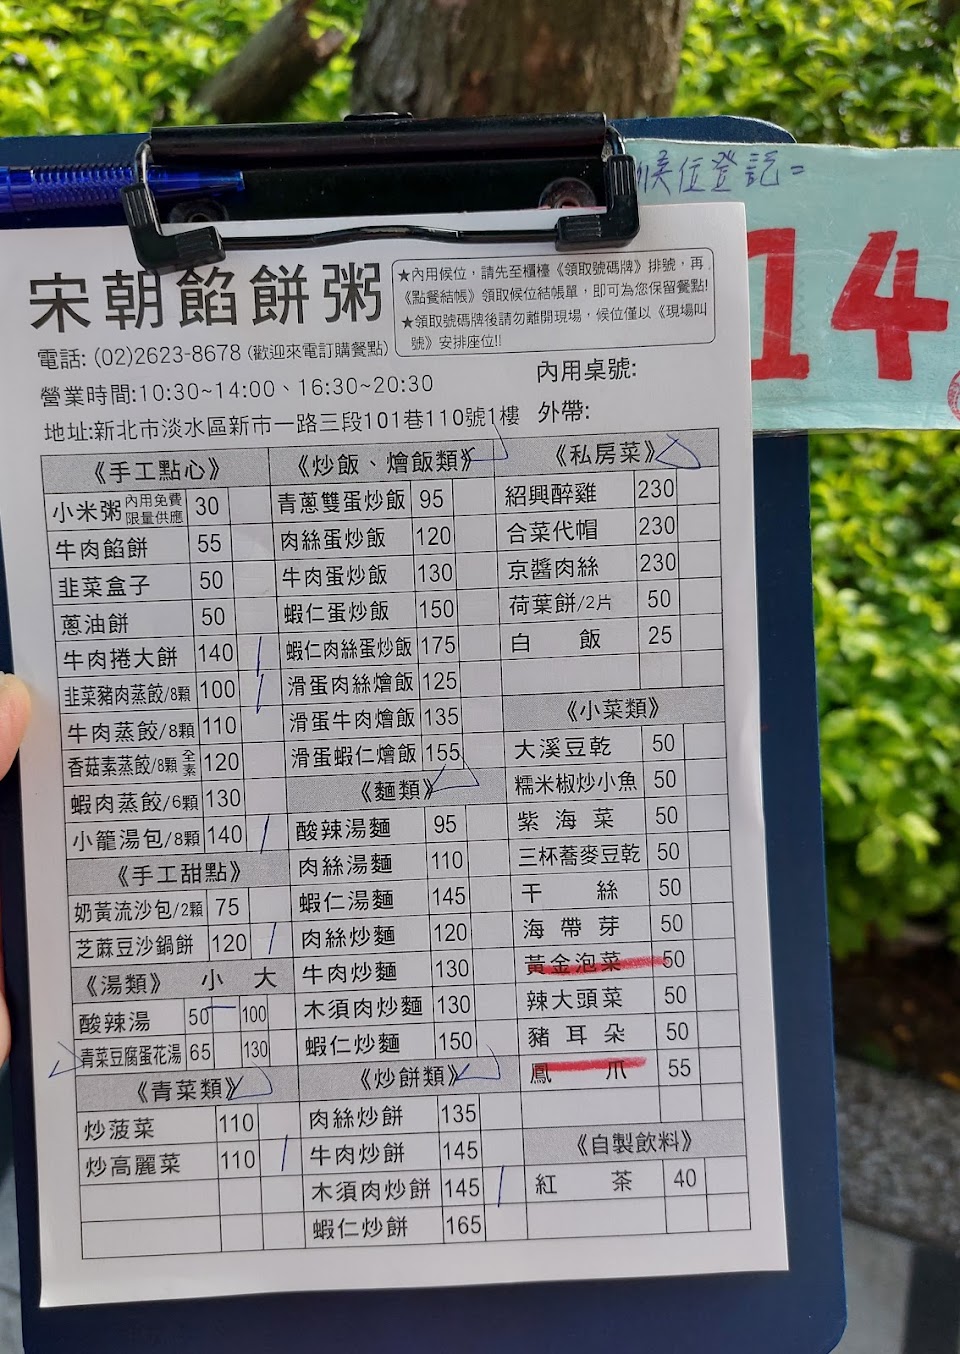 候位登記=
14
宋朝餡餅粥
★內用候位，請先至櫃檯《領取號碼牌》排號，再
《點餐結帳》領取候位結帳單，即可為您保留餐點!
★領取號碼牌後請勿離開現場，候位僅以《現場叫
號》安排座位!!
電話: (02)2623-8678 (歡迎來電訂購餐點)
營業時間:10:30~14:00、16:30~20:30
內用桌號:
地址:新北市淡水區新市一路三段101巷110號1樓
外帶:
《手工點心》
小米粥 內用免費 限量供應 30
牛肉餡餅 55
韭菜盒子 50
蔥油餅 50
牛肉捲大餅 140
韭菜豬肉蒸餃/8顆 100
牛肉蒸餃/8顆 110
香菇素蒸餃/8顆 全素 120
蝦肉蒸餃/6顆 130
小籠湯包/8顆 140
《手工甜點》
奶黃流沙包/2顆 75
芝麻豆沙鍋餅 120
《湯類》 小 大
酸辣湯 50 100
青菜豆腐蛋花湯 65 130
《青菜類》
炒菠菜 110
炒高麗菜 110
《炒飯、燴飯類》
青蔥雙蛋炒飯 95
肉絲蛋炒飯 120
牛肉蛋炒飯 130
蝦仁蛋炒飯 150
蝦仁肉絲蛋炒飯 175
滑蛋肉絲燴飯 125
滑蛋牛肉燴飯 135
滑蛋蝦仁燴飯 155
《麵類》
酸辣湯麵 95
肉絲湯麵 110
蝦仁湯麵 145
肉絲炒麵 120
牛肉炒麵 130
木須肉炒麵 130
蝦仁炒麵 150
《炒餅類》
肉絲炒餅 135
牛肉炒餅 145
木須肉炒餅 145
蝦仁炒餅 165
《私房菜》
紹興醉雞 230
合菜代帽 230
京醬肉絲 230
荷葉餅/2片 50
白飯 25
《小菜類》
大溪豆乾 50
糯米椒炒小魚 50
紫海菜 50
三杯蕎麥豆乾 50
干絲 50
海帶芽 50
黃金泡菜 50
辣大頭菜 50
豬耳朵 50
鳳爪 55
《自製飲料》
紅茶 40